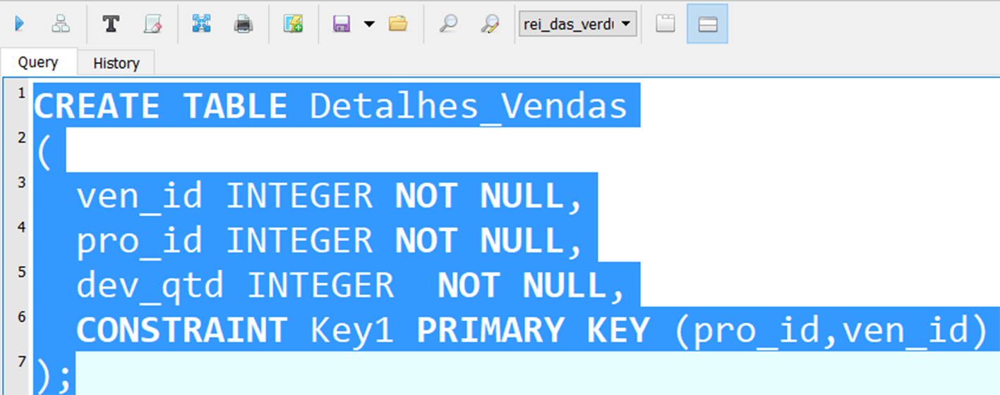 T
rei_das_verdu
Query History
1 CREATE TABLE Detalhes_Vendas
2 (
3 ven_id INTEGER NOT NULL,
4 pro_id INTEGER NOT NULL,
5 dev_qtd INTEGER  NOT NULL,
6 CONSTRAINT Key1 PRIMARY KEY (pro_id,ven_id)
7 );